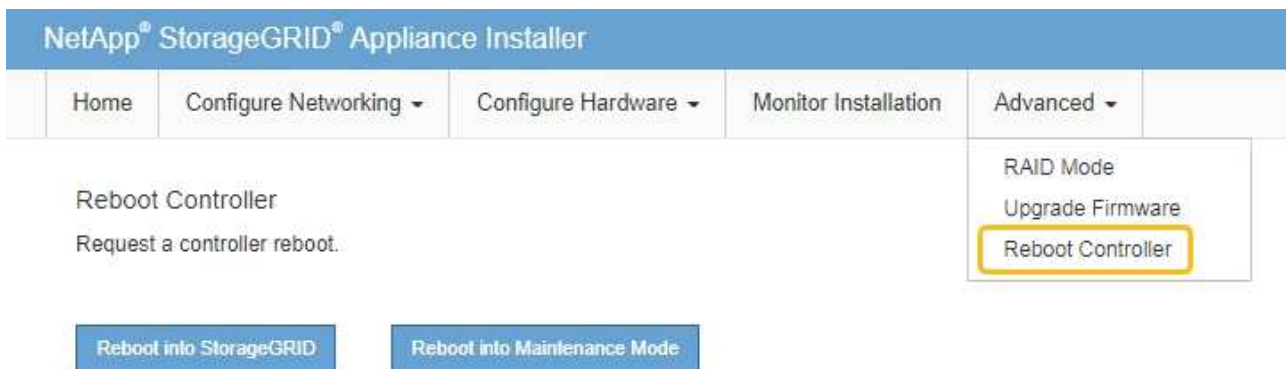 NetApp® StorageGRID® Appliance Installer
Home Configure Networking Configure Hardware Monitor Installation Advanced
RAID Mode
Upgrade Firmware
Reboot Controller
Reboot Controller
Request a controller reboot.
Reboot into StorageGRID Reboot into Maintenance Mode